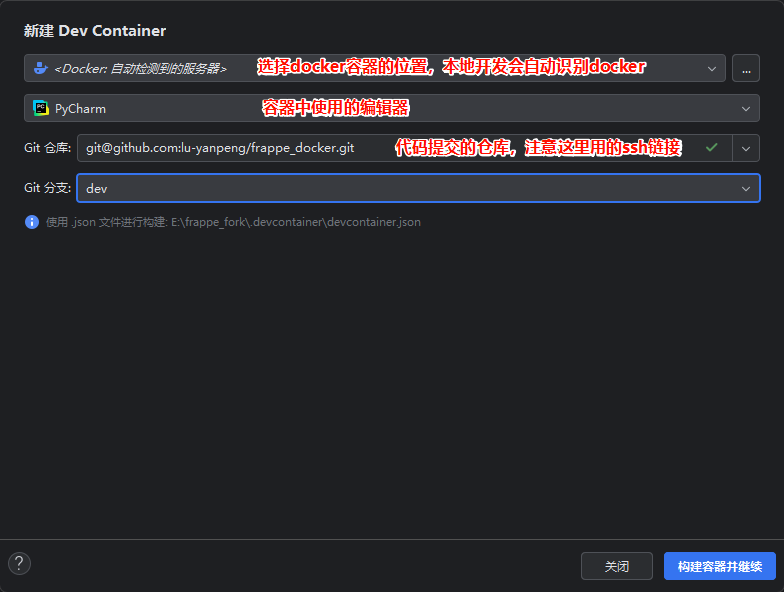 新建 Dev Container
<Docker: 自动检测到的服务器> 选择docker容器的位置，本地开发会自动识别docker ...
PC PyCharm 容器中使用的编辑器
Git 仓库: git@github.com:lu-yanpeng/frappe_docker.git 代码提交的仓库，注意这里用的ssh链接
Git 分支: dev
使用 .json 文件进行构建: E:\frappe_fork\.devcontainer\devcontainer.json
? 关闭 构建容器并继续